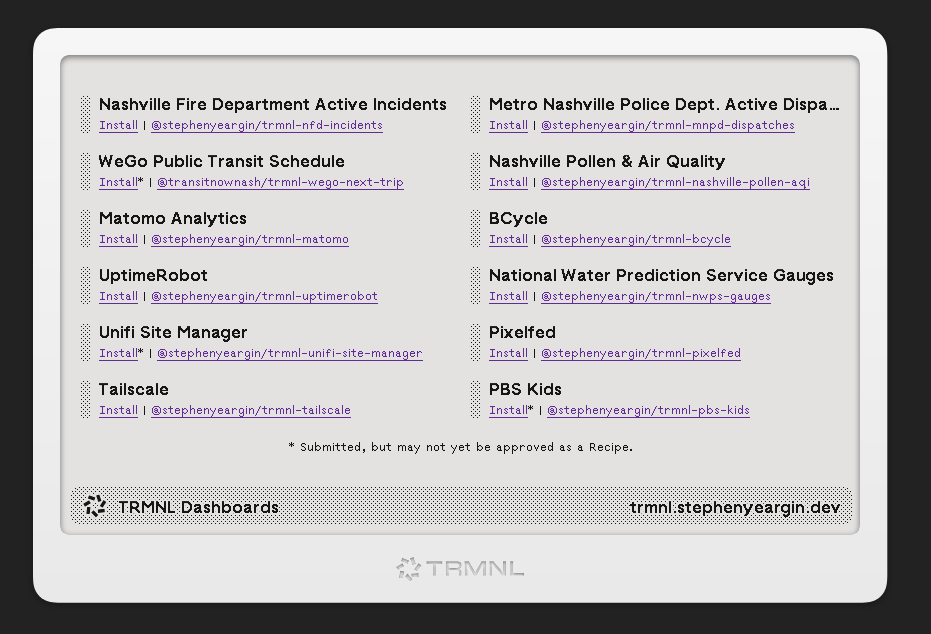 Nashville Fire Department Active Incidents
Install | @stephenyeargin/trmnl-nfd-incidents
Metro Nashville Police Dept. Active Dispa...
Install | @stephenyeargin/trmnl-mnpd-dispatches
WeGo Public Transit Schedule
Install* | @transitnownash/trmnl-wego-next-trip
Nashville Pollen & Air Quality
Install | @stephenyeargin/trmnl-nashville-pollen-aqi
Matomo Analytics
Install | @stephenyeargin/trmnl-matomo
BCycle
Install | @stephenyeargin/trmnl-bcycle
UptimeRobot
Install | @stephenyeargin/trmnl-uptimerobot
National Water Prediction Service Gauges
Install | @stephenyeargin/trmnl-nwps-gauges
Unifi Site Manager
Install* | @stephenyeargin/trmnl-unifi-site-manager
Pixelfed
Install | @stephenyeargin/trmnl-pixelfed
Tailscale
Install | @stephenyeargin/trmnl-tailscale
PBS Kids
Install* | @stephenyeargin/trmnl-pbs-kids
* Submitted, but may not yet be approved as a Recipe.
TRMNL Dashboards
trmnl.stephenyeargin.dev
TRMNL